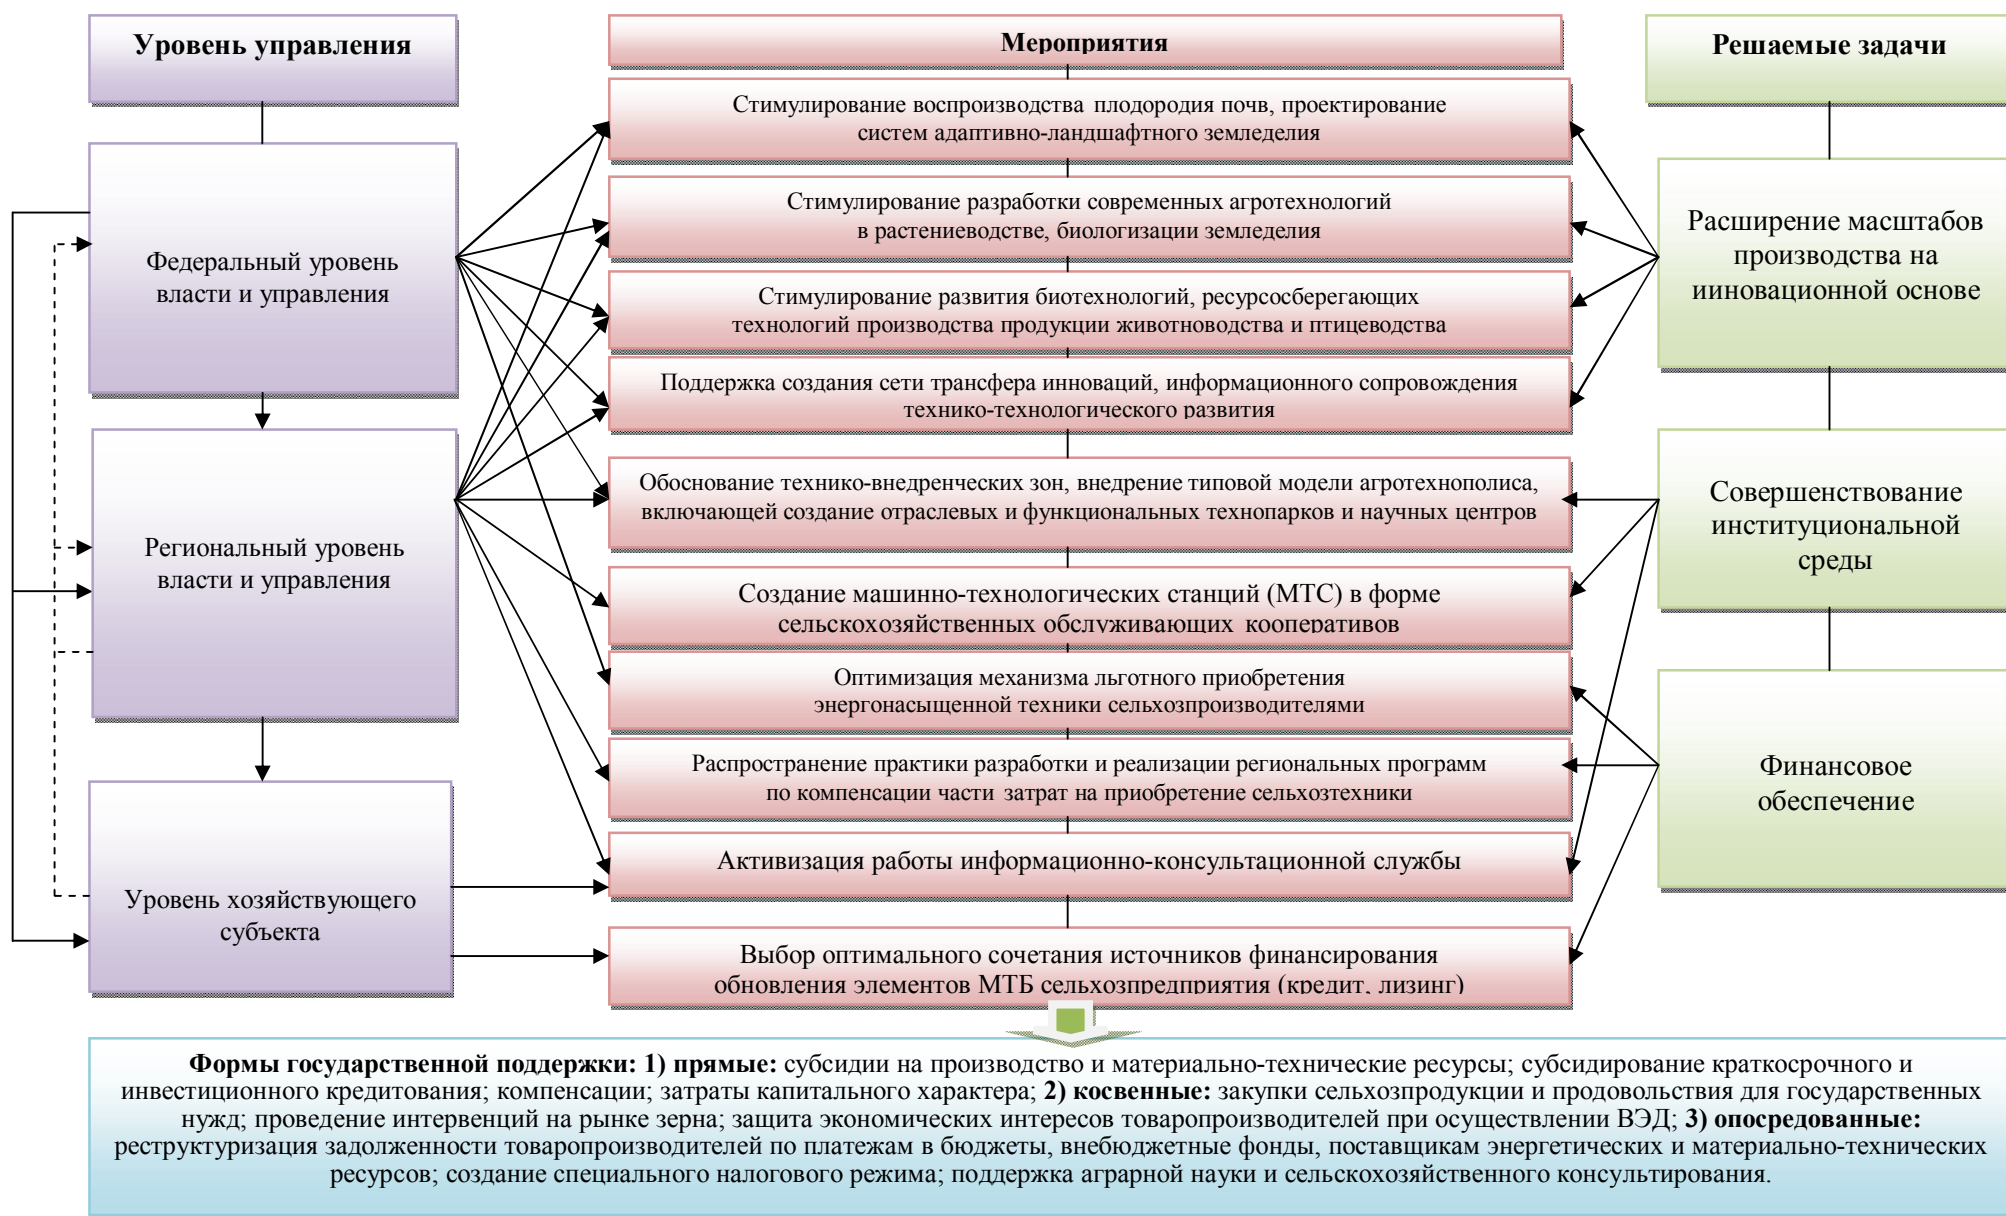 Уровень управления
Мероприятия
Решаемые задачи
Федеральный уровень
власти и управления
Региональный уровень
власти и управления
Уровень хозяйствующего
субъекта
Стимулирование воспроизводства плодородия почв, проектирование
систем адаптивно-ландшафтного земледелия
Стимулирование разработки современных агротехнологий
в растениеводстве, биологизации земледелия
Стимулирование развития биотехнологий, ресурсосберегающих
технологий производства продукции животноводства и птицеводства
Поддержка создания сети трансфера инноваций, информационного сопровождения
технико-технологического развития
Обоснование технико-внедренческих зон, внедрение типовой модели агротехнополиса,
включающей создание отраслевых и функциональных технопарков и научных центров
Создание машинно-технологических станций (МТС) в форме
сельскохозяйственных обслуживающих кооперативов
Оптимизация механизма льготного приобретения
энергонасыщенной техники сельхозпроизводителями
Распространение практики разработки и реализации региональных программ
по компенсации части затрат на приобретение сельхозтехники
Активизация работы информационно-консультационной службы
Выбор оптимального сочетания источников финансирования
обновления элементов МТБ сельхозпредприятия (кредит, лизинг)
Расширение масштабов
производства на
ииновационной основе
Совершенствование
институциональной
среды
Финансовое
обеспечение
Формы государственной поддержки: 1) прямые: субсидии на производство и материально-технические ресурсы; субсидирование краткосрочного и
инвестиционного кредитования; компенсации; затраты капитального характера; 2) косвенные: закупки сельхозпродукции и продовольствия для государственных
нужд; проведение интервенций на рынке зерна; защита экономических интересов товаропроизводителей при осуществлении ВЭД; 3) опосредованные:
реструктуризация задолженности товаропроизводителей по платежам в бюджеты, внебюджетные фонды, поставщикам энергетических и материально-технических
ресурсов; создание специального налогового режима; поддержка аграрной науки и сельскохозяйственного консультирования.